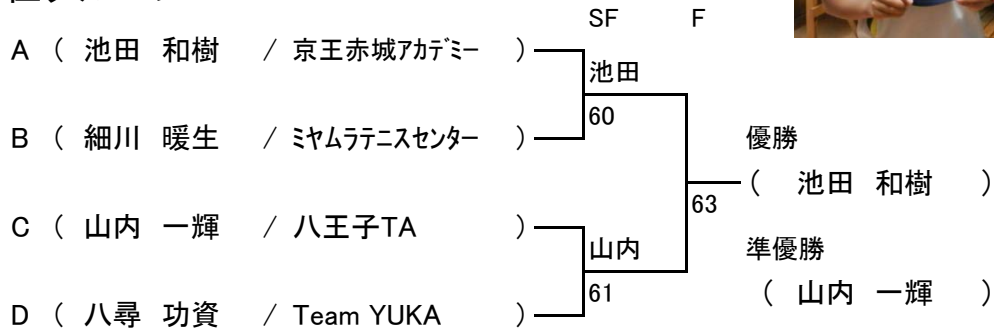 SF F
A ( 池田 和樹 / 京王赤城ｱｶﾃﾞﾐｰ )
池田
60
B ( 細川 暖生 / ﾐﾔﾑﾗﾃﾆｽｾﾝﾀｰ )
優勝
( 池田 和樹 )
63
C ( 山内 一輝 / 八王子TA )
山内
準優勝
61
( 山内 一輝 )
D ( 八尋 功資 / Team YUKA )